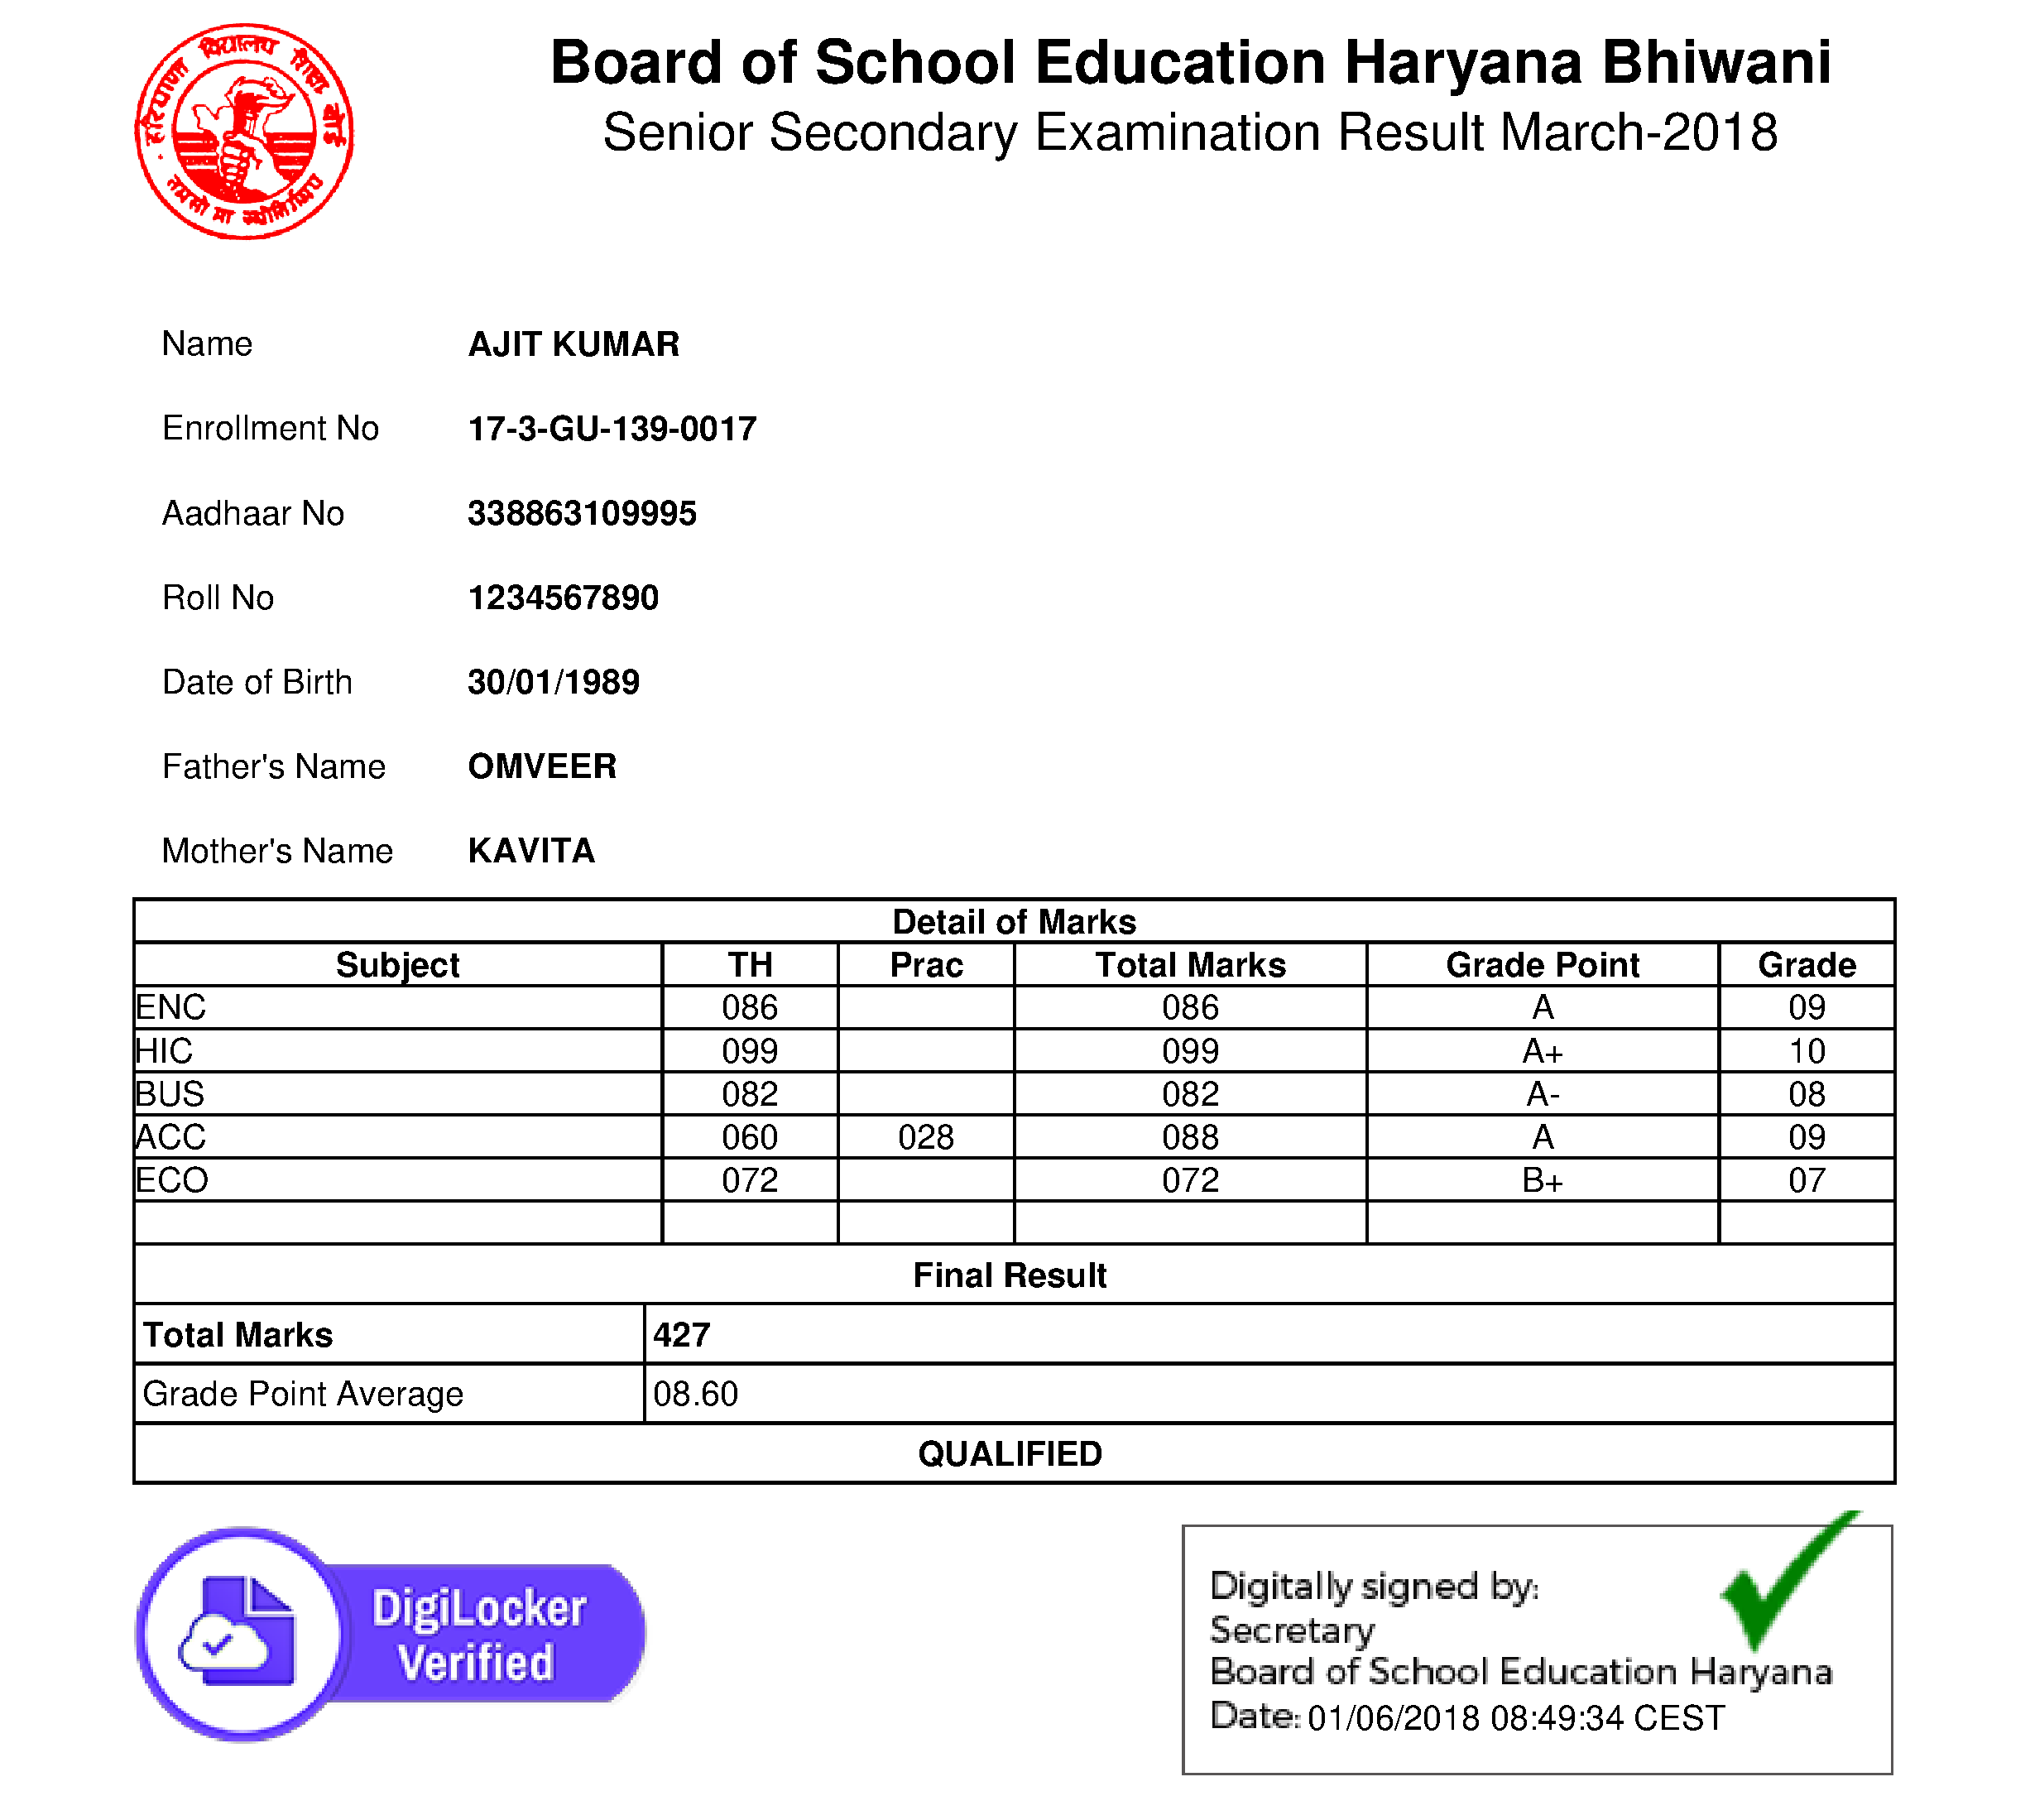 हरियाणा विद्यालय शिक्षा बोर्ड
तमसो मा ज्योतिर्गमय
Board of School Education Haryana Bhiwani
Senior Secondary Examination Result March-2018
Name AJIT KUMAR
Enrollment No 17-3-GU-139-0017
Aadhaar No 338863109995
Roll No 1234567890
Date of Birth 30/01/1989
Father's Name OMVEER
Mother's Name KAVITA
Detail of Marks
Subject TH Prac Total Marks Grade Point Grade
ENC 086 086 A 09
HIC 099 099 A+ 10
BUS 082 082 A- 08
ACC 060 028 088 A 09
ECO 072 072 B+ 07
Final Result
Total Marks 427
Grade Point Average 08.60
QUALIFIED
DigiLocker
Verified
Digitally signed by:
Secretary
Board of School Education Haryana
Date: 01/06/2018 08:49:34 CEST